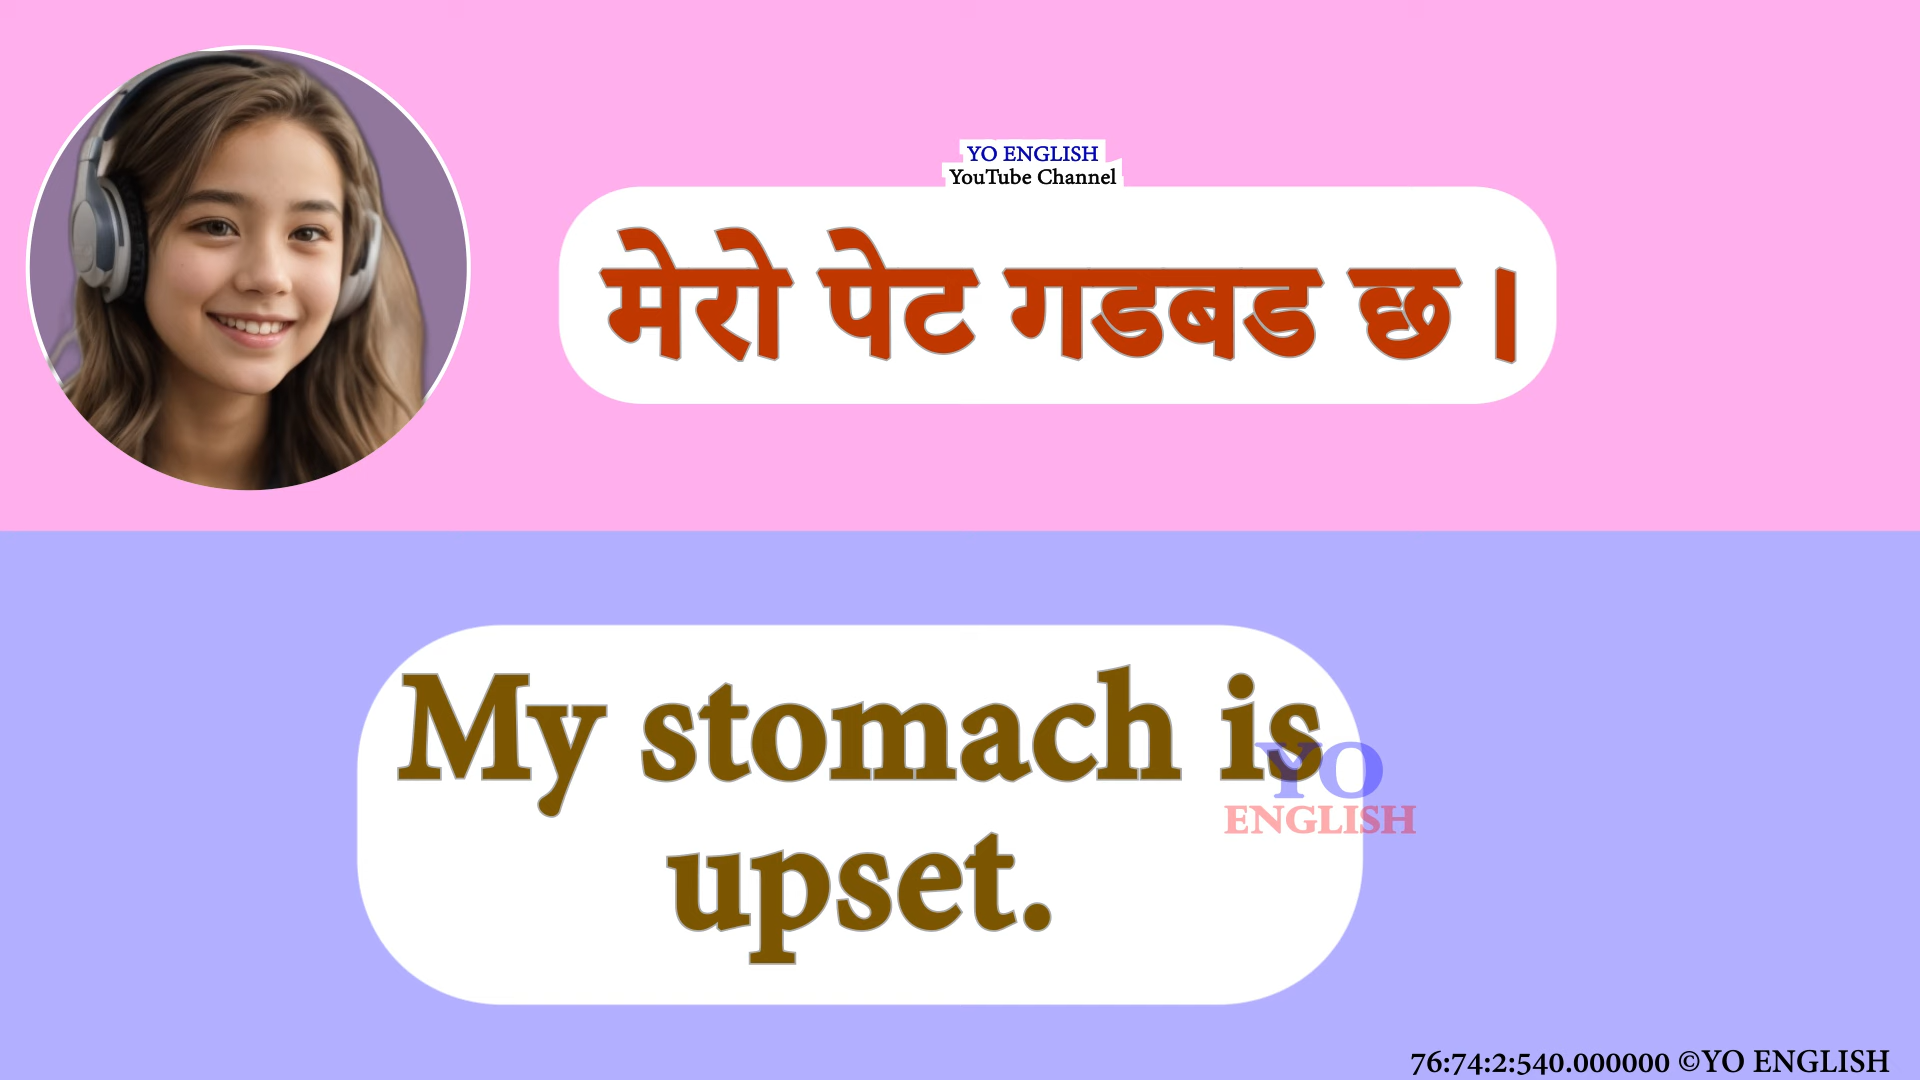 YO ENGLISH
YouTube Channel
मेरो पेट गडबड छ ।
My stomach is
upset.
YO
ENGLISH
76:74:2:540.000000 ©YO ENGLISH